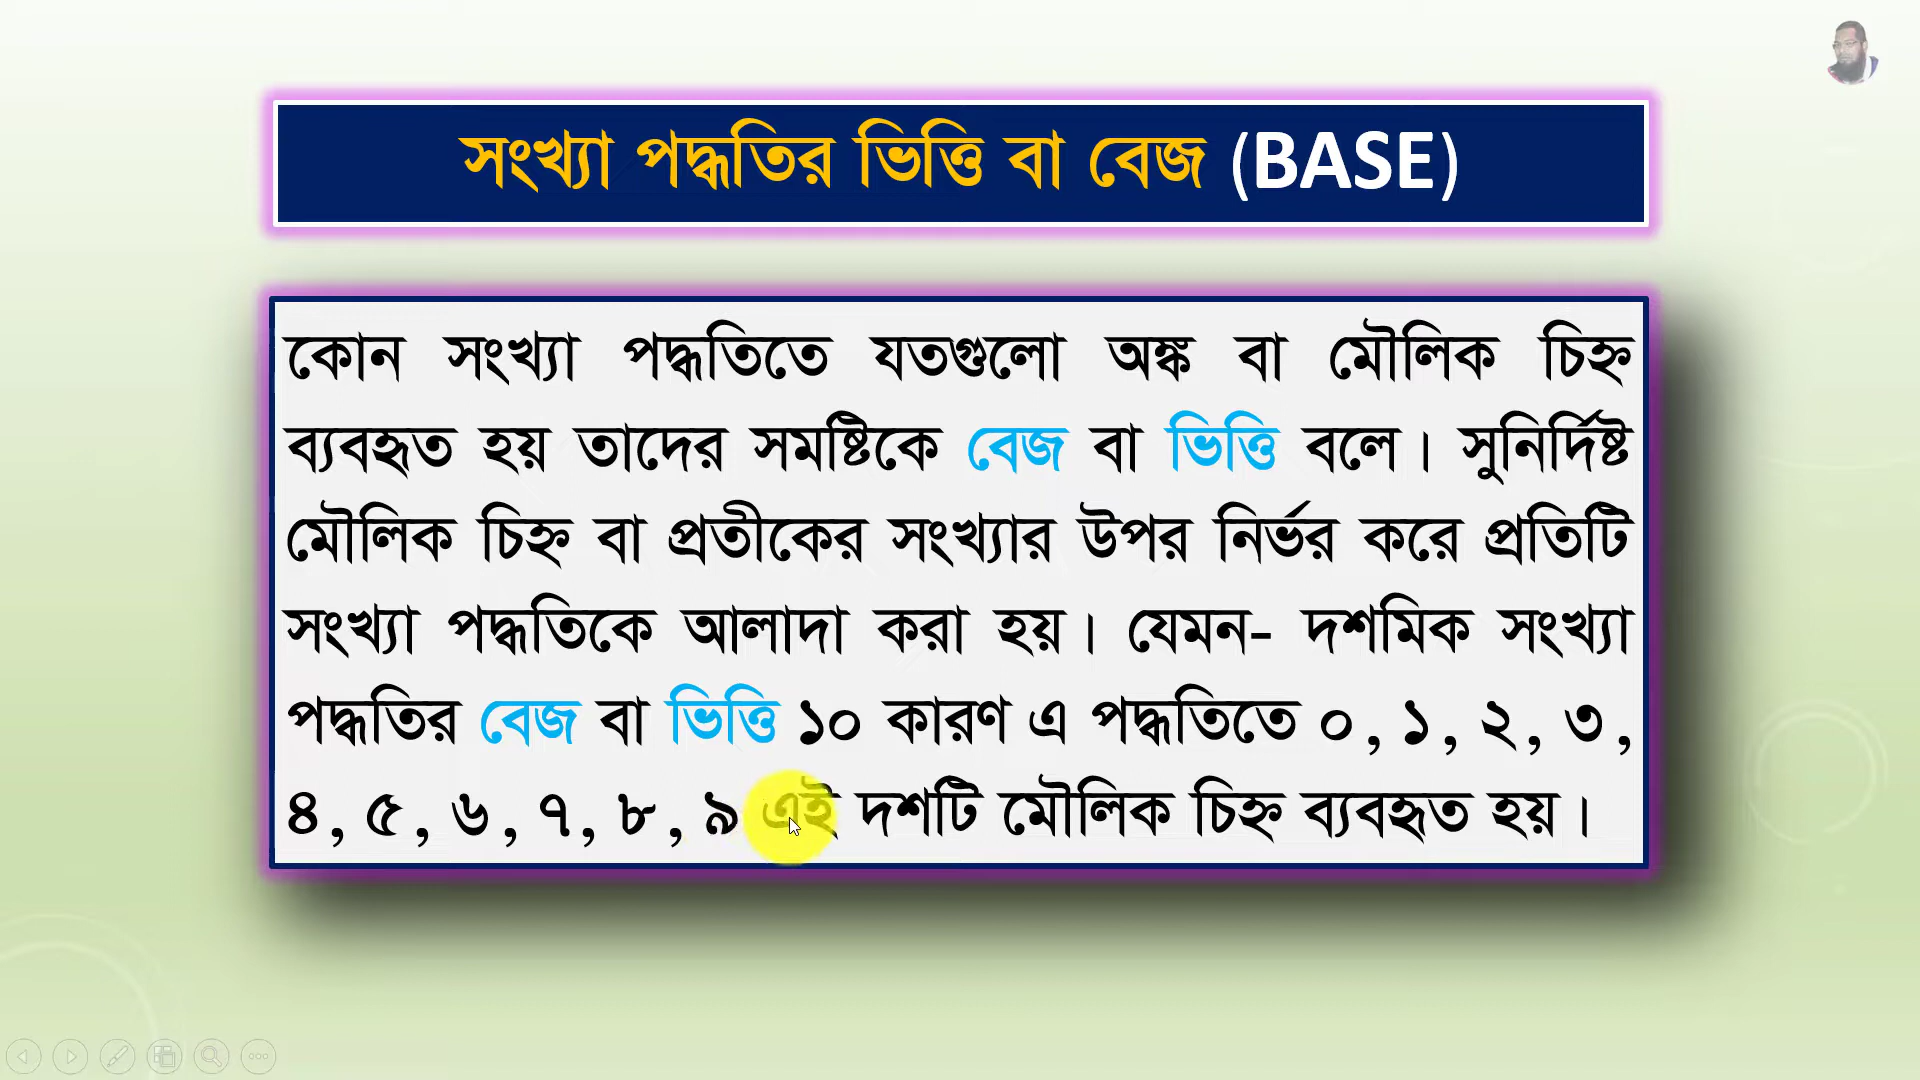 সংখ্যা পদ্ধতির ভিত্তি বা বেজ (BASE)
কোন সংখ্যা পদ্ধতিতে যতগুলো অঙ্ক বা মৌলিক চিহ্ন
ব্যবহৃত হয় তাদের সমষ্টিকে বেজ বা ভিত্তি বলে। সুনির্দিষ্ট
মৌলিক চিহ্ন বা প্রতীকের সংখ্যার উপর নির্ভর করে প্রতিটি
সংখ্যা পদ্ধতিকে আলাদা করা হয়। যেমন- দশমিক সংখ্যা
পদ্ধতির বেজ বা ভিত্তি ১০ কারণ এ পদ্ধতিতে ০, ১, ২, ৩,
৪, ৫, ৬, ৭, ৮, ৯ এই দশটি মৌলিক চিহ্ন ব্যবহৃত হয়।